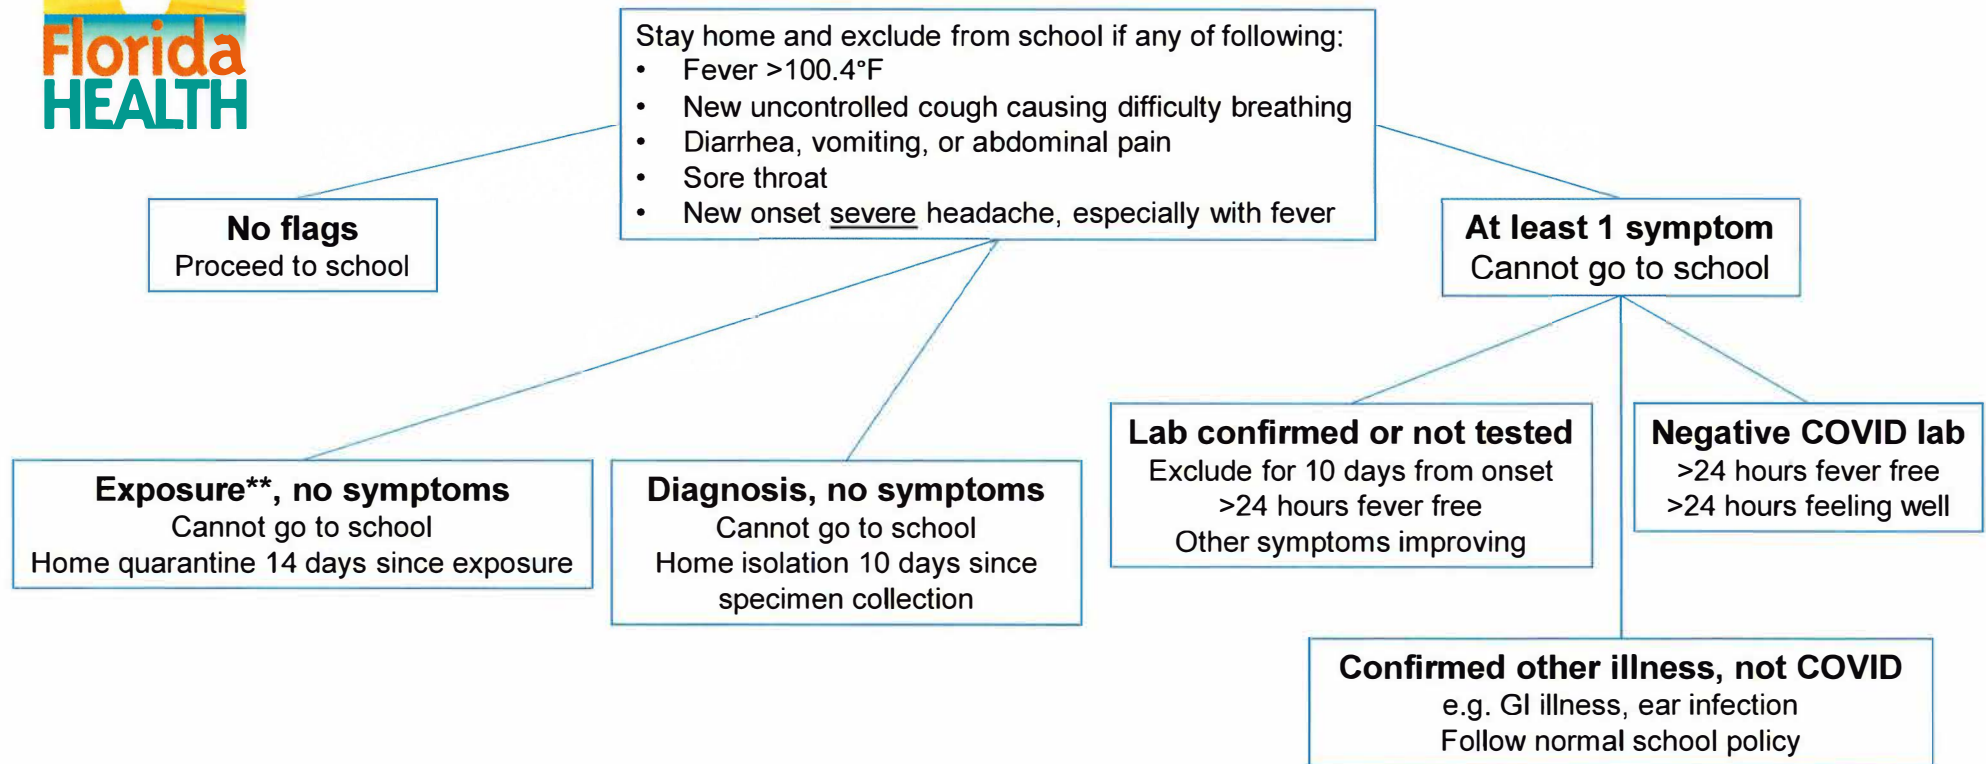 Florida
HEALTH
Stay home and exclude from school if any of following:
• Fever >100.4°F
• New uncontrolled cough causing difficulty breathing
• Diarrhea, vomiting, or abdominal pain
• Sore throat
• New onset severe headache, especially with fever
No flags
Proceed to school
At least 1 symptom
Cannot go to school
Exposure**, no symptoms
Cannot go to school
Home quarantine 14 days since exposure
Diagnosis, no symptoms
Cannot go to school
Home isolation 10 days since
specimen collection
Lab confirmed or not tested
Exclude for 10 days from onset
>24 hours fever free
Other symptoms improving
Negative COVID lab
>24 hours fever free
>24 hours feeling well
Confirmed other illness, not COVID
e.g. GI illness, ear infection
Follow normal school policy